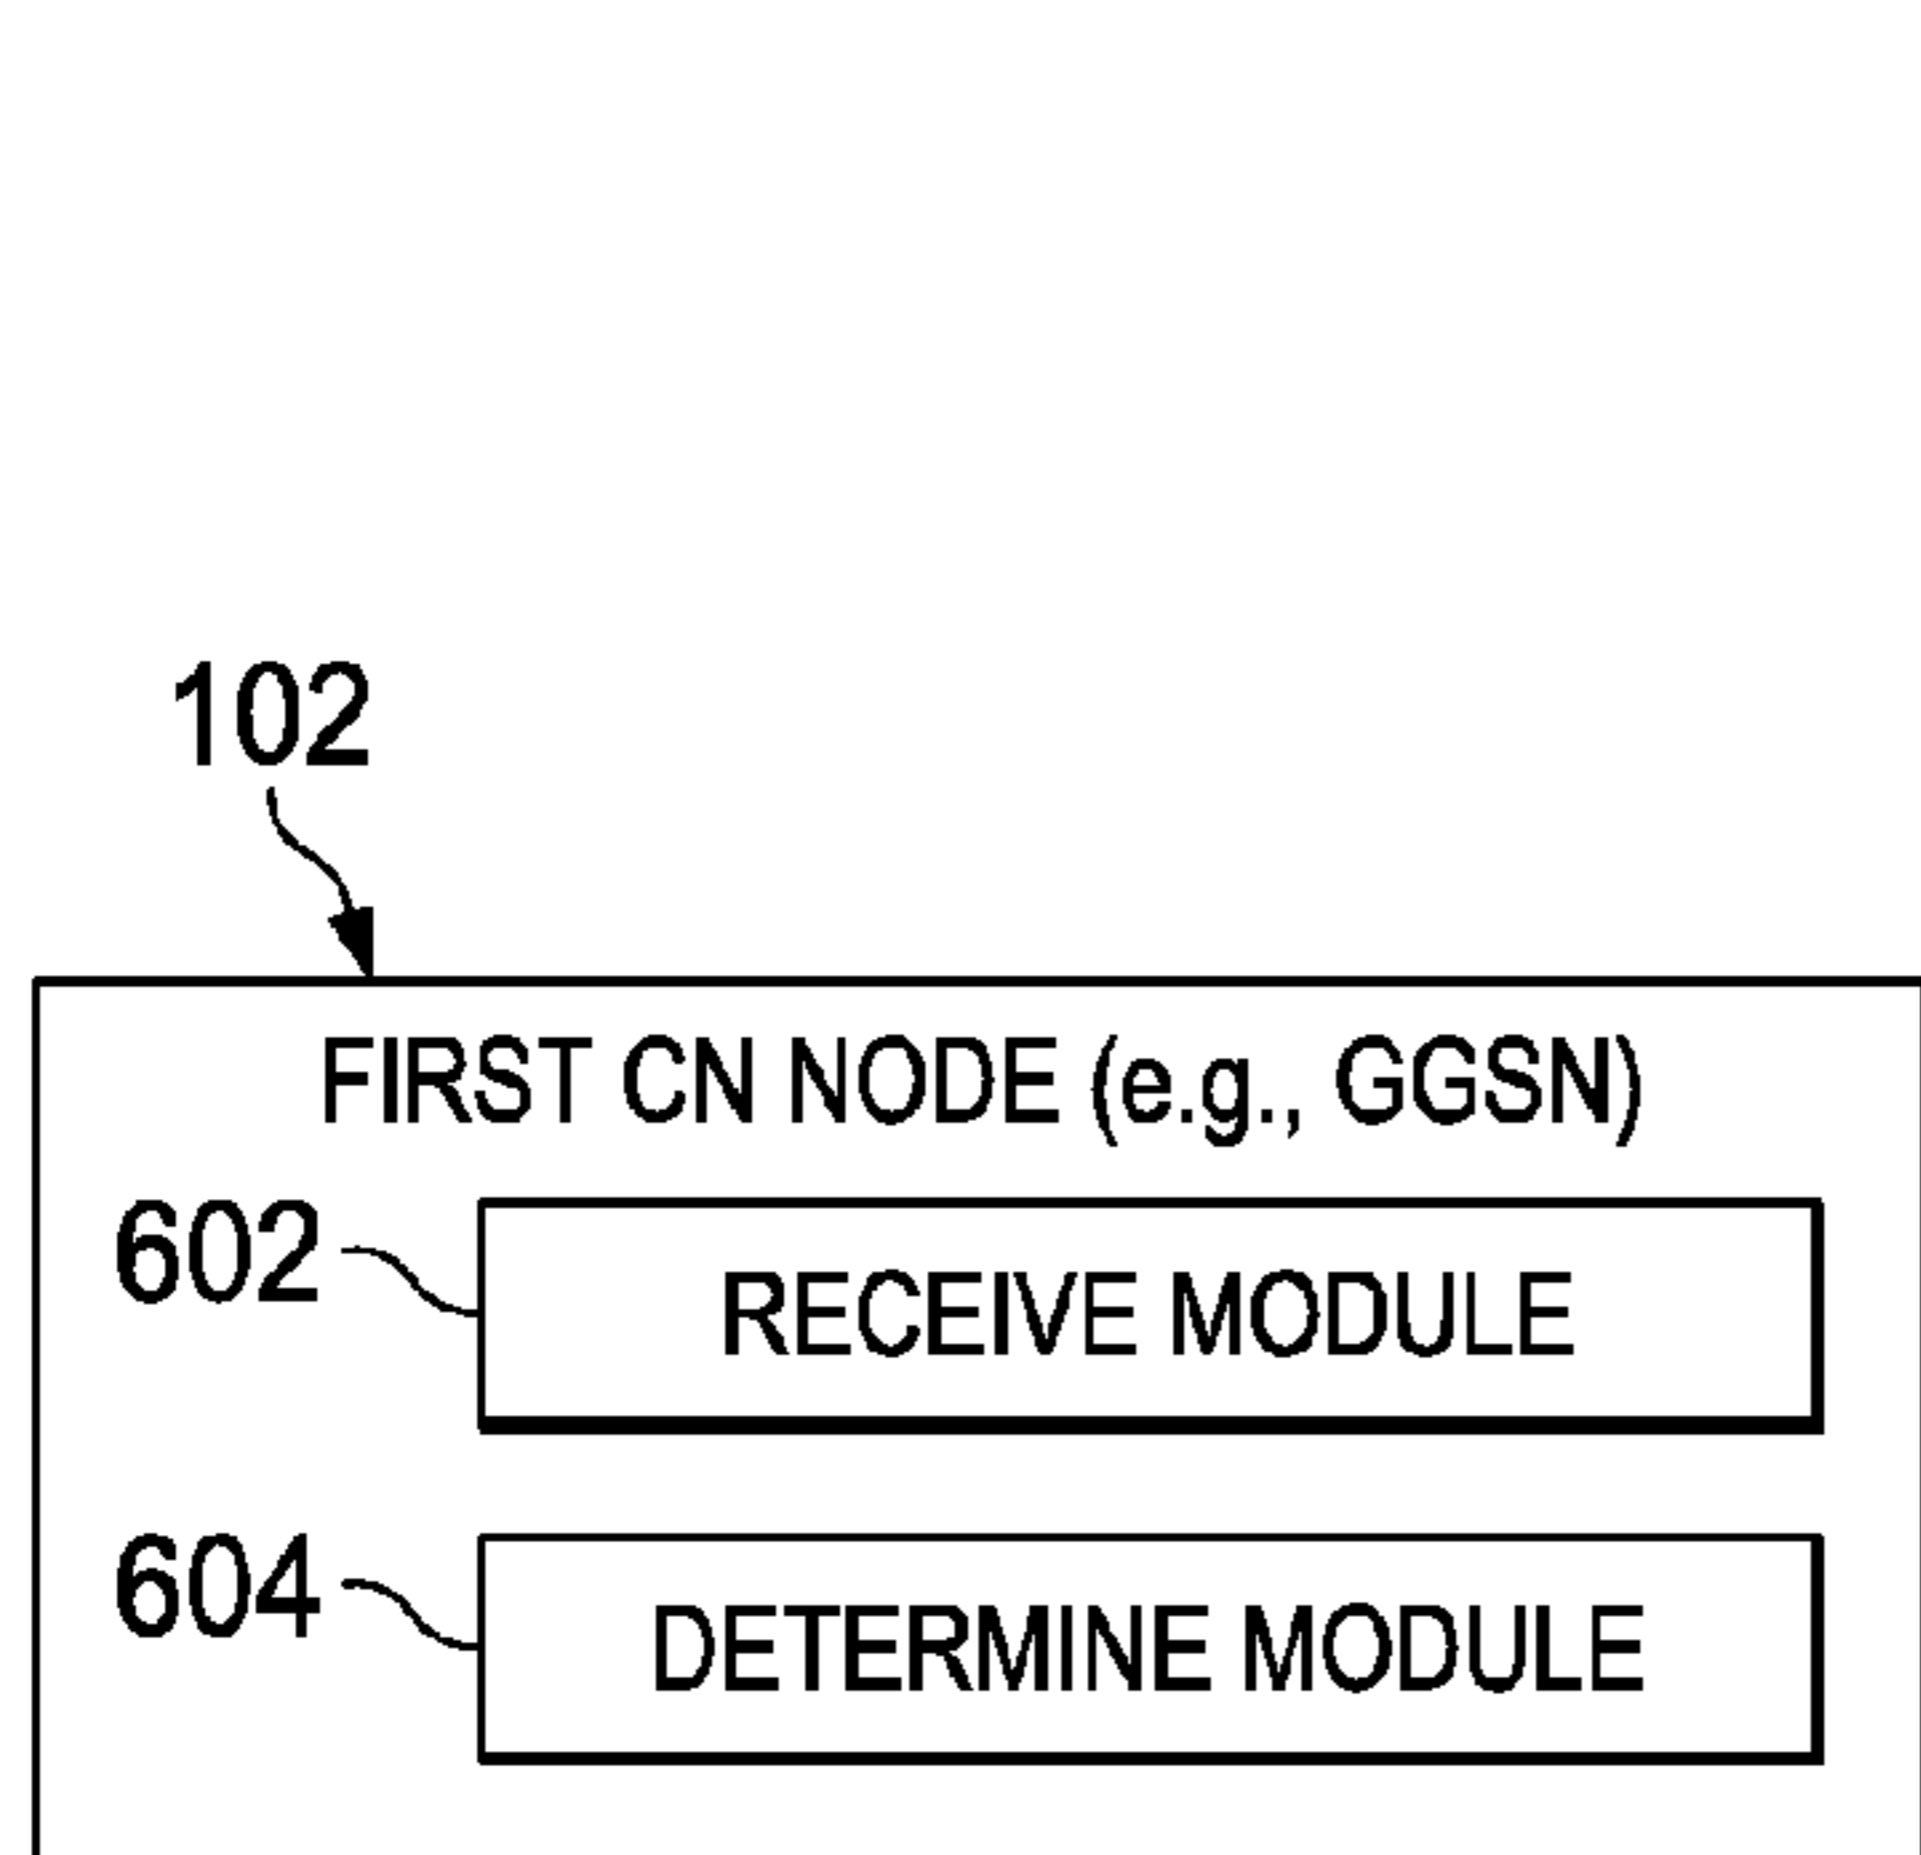 102
FIRST CN NODE (e.g., GGSN)
602
RECEIVE MODULE
604
DETERMINE MODULE